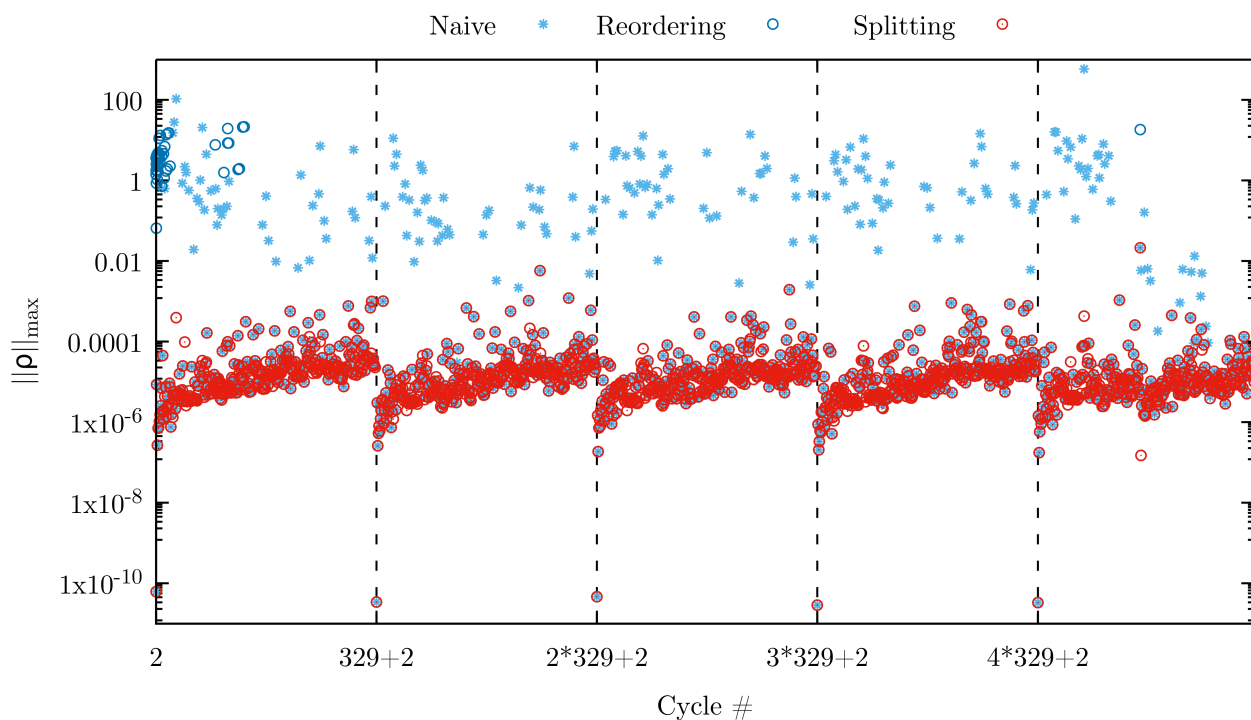 Naive Reordering Splitting
100
1
0.01
0.0001
1x10⁻⁶
1x10⁻⁸
1x10⁻¹⁰
||ρ||max
2 329+2 2*329+2 3*329+2 4*329+2
Cycle #